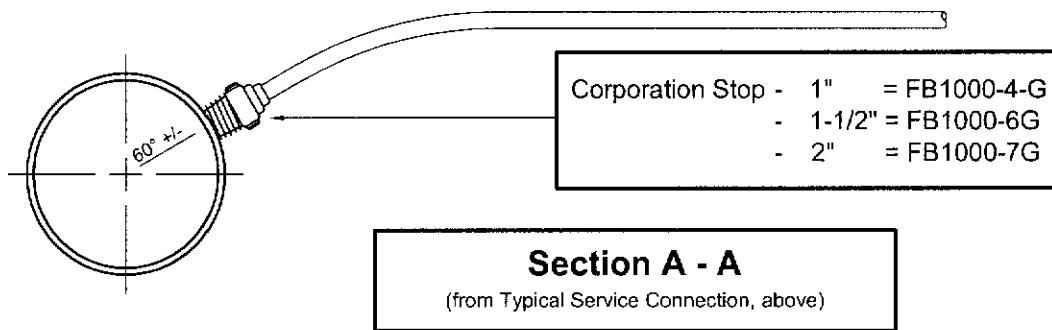 Corporation Stop - 1" = FB1000-4-G
- 1-1/2" = FB1000-6G
- 2" = FB1000-7G
60° +/-
Section A - A
(from Typical Service Connection, above)